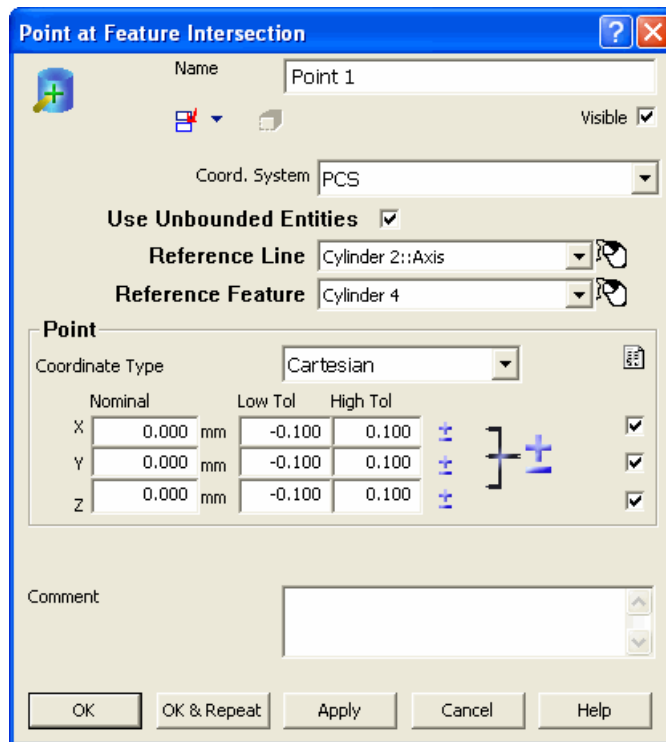 Point at Feature Intersection
Name Point 1
Visible
Coord. System PCS
Use Unbounded Entities
Reference Line Cylinder 2::Axis
Reference Feature Cylinder 4
Point
Coordinate Type Cartesian
Nominal Low Tol High Tol
X 0.000 mm -0.100 0.100
Y 0.000 mm -0.100 0.100
Z 0.000 mm -0.100 0.100
Comment
OK OK & Repeat Apply Cancel Help